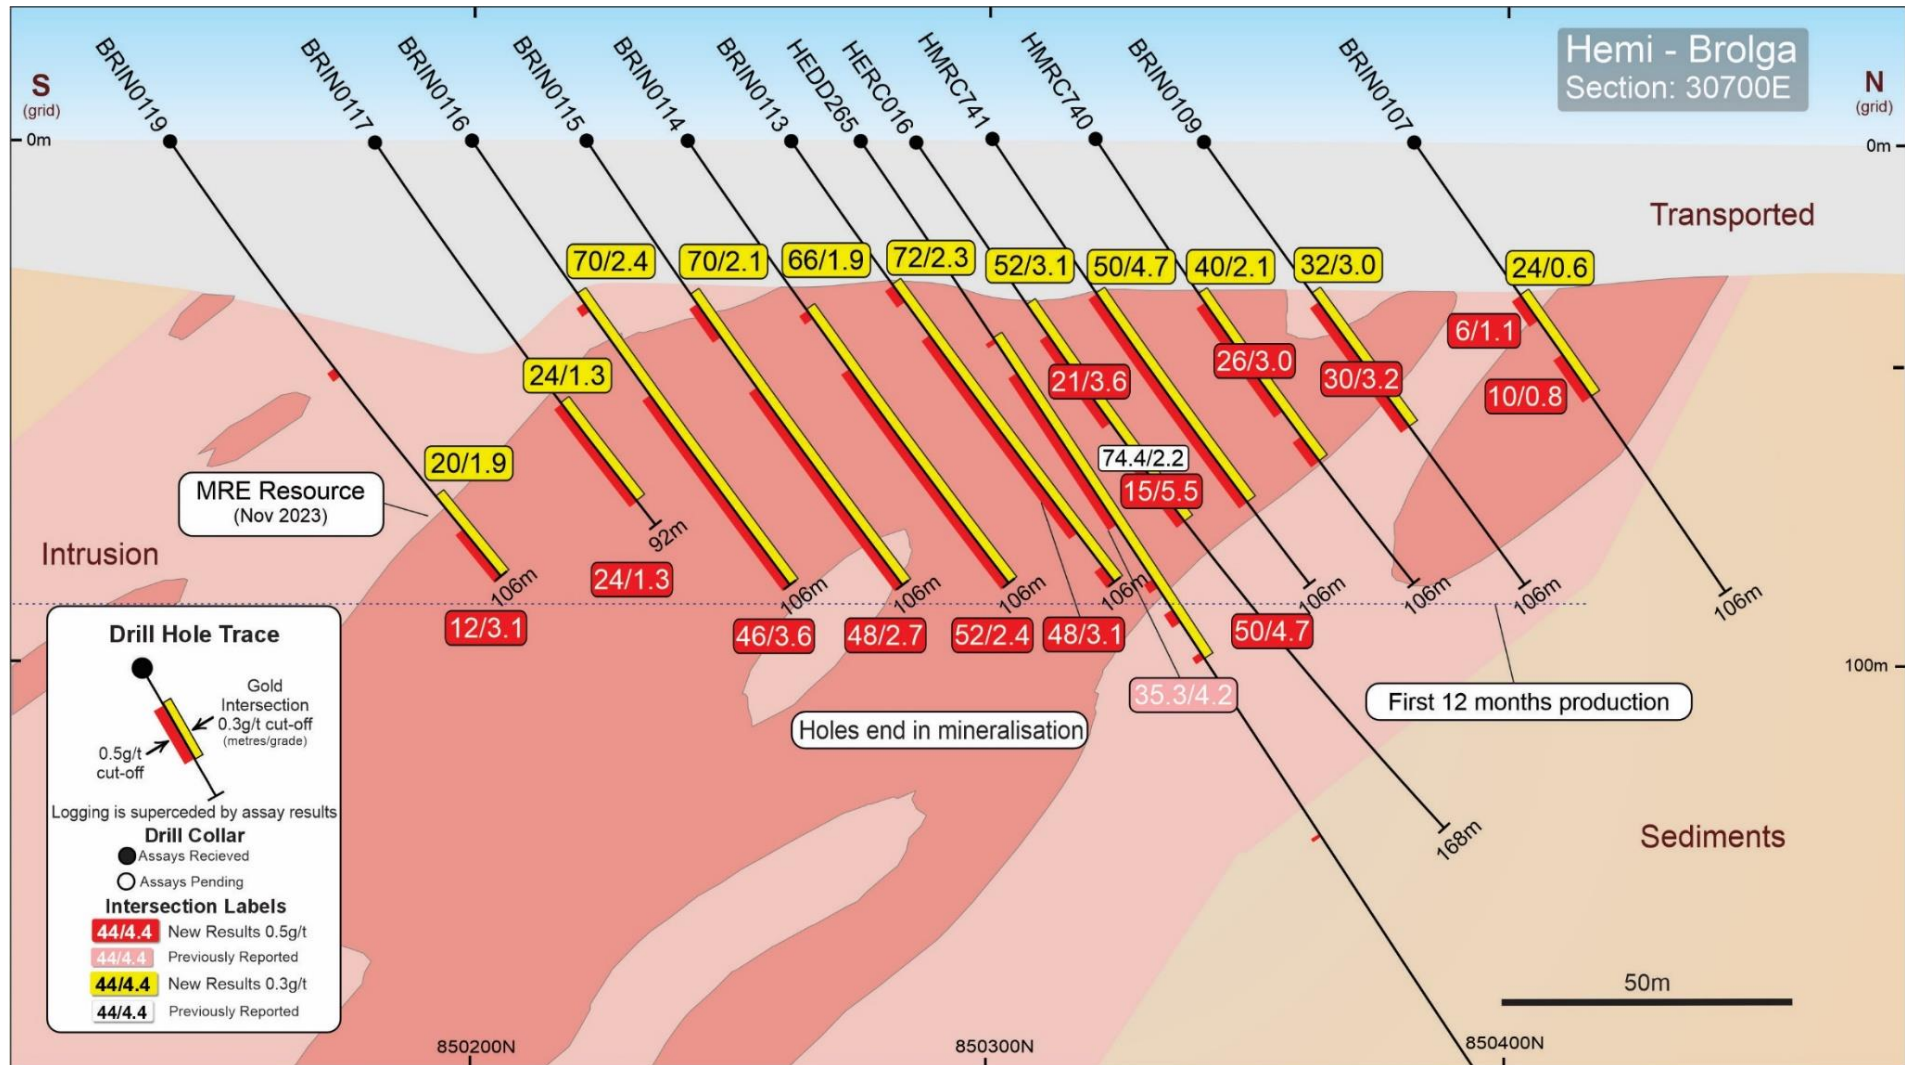 Hemi - Brolga
Section: 30700E
S
(grid)
N
(grid)
BRIN0119
BRIN0117
BRIN0116
BRIN0115
BRIN0114
BRIN0113
HEDD265
HERC016
HMRC741
HMRC740
BRIN0109
BRIN0107
0m
0m
Transported
70/2.4
70/2.1
66/1.9
72/2.3
52/3.1
50/4.7
40/2.1
32/3.0
24/0.6
6/1.1
24/1.3
21/3.6
26/3.0
30/3.2
10/0.8
20/1.9
74.4/2.2
15/5.5
MRE Resource
(Nov 2023)
Intrusion
92m
24/1.3
106m
106m
106m
106m
106m
106m
106m
106m
106m
12/3.1
46/3.6
48/2.7
52/2.4
48/3.1
50/4.7
35.3/4.2
100m
First 12 months production
Holes end in mineralisation
168m
Sediments
Drill Hole Trace
Gold
Intersection
0.3g/t cut-off
(metres/grade)
0.5g/t
cut-off
Logging is superceded by assay results
Drill Collar
Assays Recieved
Assays Pending
Intersection Labels
44/4.4 New Results 0.5g/t
44/4.4 Previously Reported
44/4.4 New Results 0.3g/t
44/4.4 Previously Reported
50m
850200N
850300N
850400N